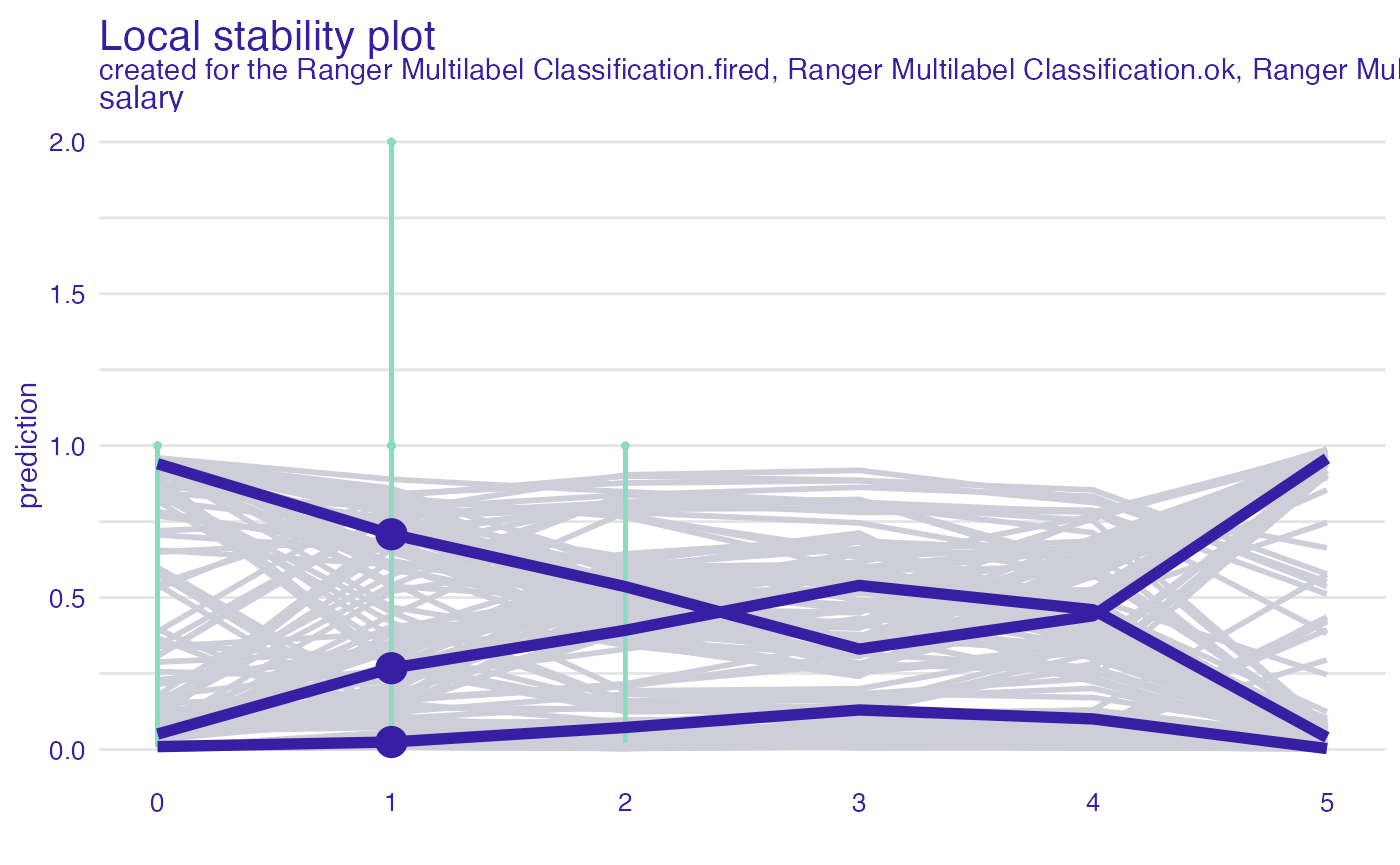 Local stability plot
created for the Ranger Multilabel Classification.fired, Ranger Multilabel Classification.ok, Ranger Mul
salary
2.0
1.5
1.0
0.5
0.0
prediction
0 1 2 3 4 5